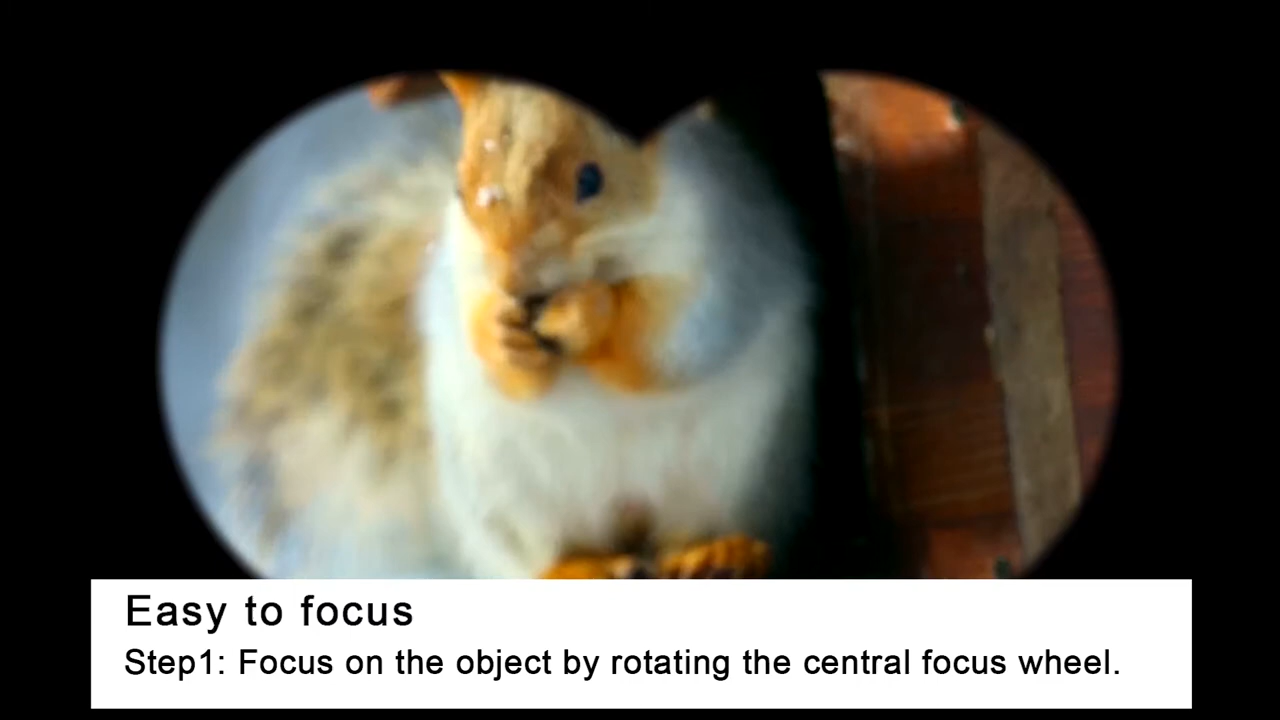 Easy to focus
Step1: Focus on the object by rotating the central focus wheel.